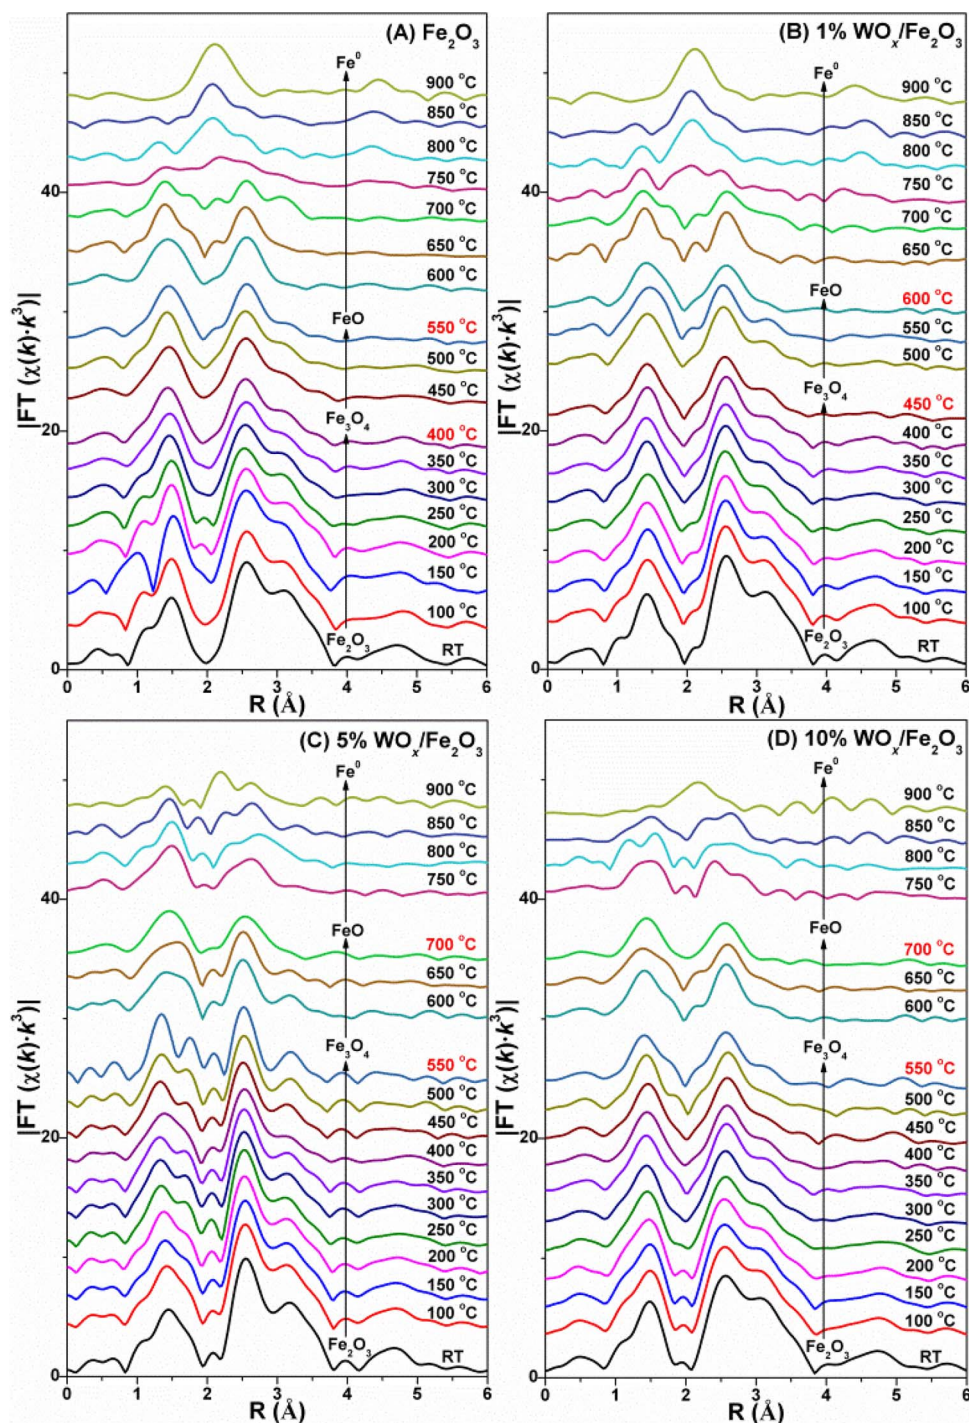 (A) Fe₂O₃
Fe⁰
900 °C
850 °C
800 °C
750 °C
700 °C
650 °C
600 °C
FeO
550 °C
500 °C
450 °C
Fe₃O₄
400 °C
350 °C
300 °C
250 °C
200 °C
150 °C
100 °C
Fe₂O₃
RT
40
20
0
|FT (χ(k)·k³)|
0 1 2 3 4 5 6
R (Å)
(B) 1% WOₓ/Fe₂O₃
Fe⁰
900 °C
850 °C
800 °C
750 °C
700 °C
650 °C
600 °C
FeO
550 °C
500 °C
Fe₃O₄
450 °C
400 °C
350 °C
300 °C
250 °C
200 °C
150 °C
100 °C
Fe₂O₃
RT
40
20
0
|FT (χ(k)·k³)|
0 1 2 3 4 5 6
R (Å)
(C) 5% WOₓ/Fe₂O₃
Fe⁰
900 °C
850 °C
800 °C
750 °C
FeO
700 °C
650 °C
600 °C
Fe₃O₄
550 °C
500 °C
450 °C
400 °C
350 °C
300 °C
250 °C
200 °C
150 °C
100 °C
Fe₂O₃
RT
40
20
0
|FT (χ(k)·k³)|
0 1 2 3 4 5 6
R (Å)
(D) 10% WOₓ/Fe₂O₃
Fe⁰
900 °C
850 °C
800 °C
750 °C
FeO
700 °C
650 °C
600 °C
Fe₃O₄
550 °C
500 °C
450 °C
400 °C
350 °C
300 °C
250 °C
200 °C
150 °C
100 °C
Fe₂O₃
RT
40
20
0
|FT (χ(k)·k³)|
0 1 2 3 4 5 6
R (Å)